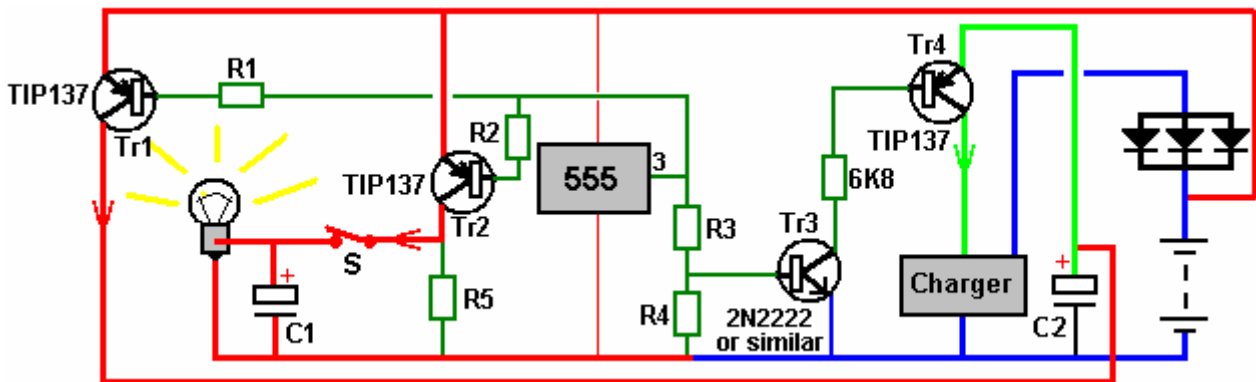 Tr4
R1
TIP137
Tr1
R2
3
555
TIP137
TIP137
6K8
Tr2
Tr3
R3
S
+
C1
R5
R4
2N2222
or similar
Charger
+
C2